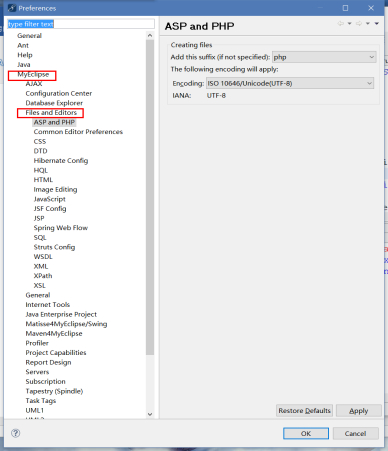 Preferences
type filter text
General
Ant
Help
Java
MyEclipse
AJAX
Configuration Center
Database Explorer
Files and Editors
ASP and PHP
Common Editor Preferences
CSS
DTD
Hibernate Config
HQL
HTML
Image Editing
JavaScript
JSF Config
JSP
Spring Web Flow
SQL
Struts Config
WSDL
XML
XPath
XSL
General
Internet Tools
Java Enterprise Project
Matisse4MyEclipse/Swing
Maven4MyEclipse
Profiler
Project Capabilities
Report Design
Servers
Subscription
Tapestry (Spindle)
Task Tags
UML1
ASP and PHP
Creating files
Add this suffix (if not specified): php
The following encoding will apply:
Encoding: ISO 10646/Unicode(UTF-8)
IANA: UTF-8
Restore Defaults Apply
OK Cancel